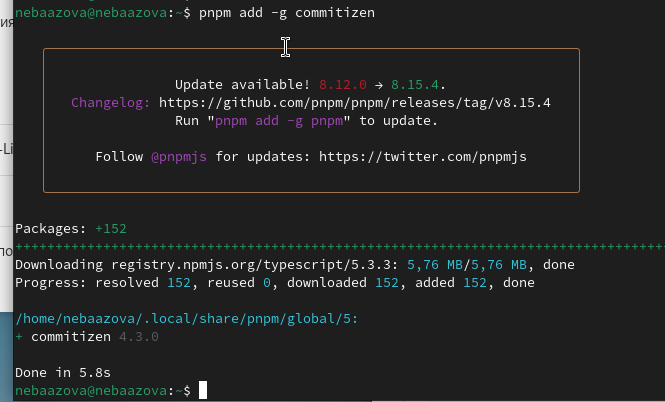 ия
nebaazova@nebaazova:~$ pnpm add -g commitizen
Update available! 8.12.0 → 8.15.4.
Changelog: https://github.com/pnpm/pnpm/releases/tag/v8.15.4
Run "pnpm add -g pnpm" to update.
-Li
Follow @pnpmjs for updates: https://twitter.com/pnpmjs
Packages: +152
++++++++++++++++++++++++++++++++++++++++++++++++++++++++++++++++++++++++
по
Downloading registry.npmjs.org/typescript/5.3.3: 5,76 MB/5,76 MB, done
Progress: resolved 152, reused 0, downloaded 152, added 152, done
/home/nebaazova/.local/share/pnpm/global/5:
+ commitizen 4.3.0
Done in 5.8s
nebaazova@nebaazova:~$